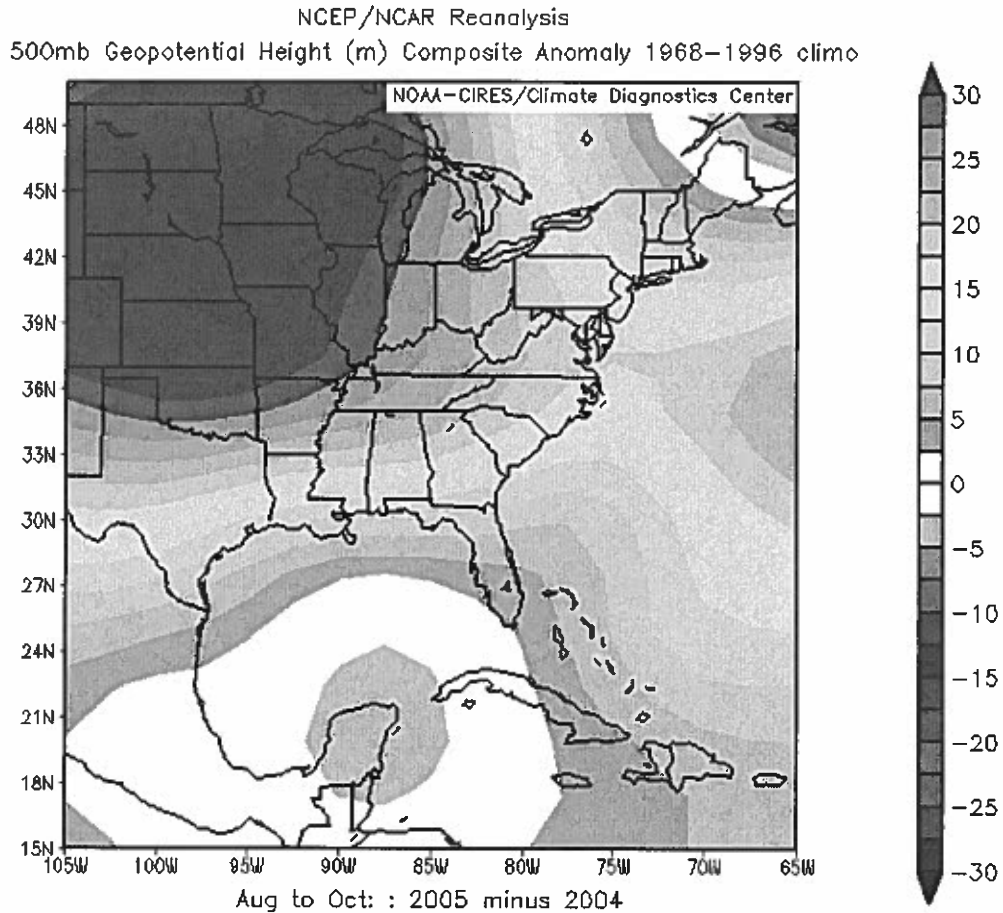 NCEP/NCAR Reanalysis
500mb Geopotential Height (m) Composite Anomaly 1968-1996 climo
NOAA-CIRES/Climate Diagnostics Center
48N
45N
42N
39N
36N
33N
30N
27N
24N
21N
18N
15N
105W 100W 95W 90W 85W 80W 75W 70W 65W
30
25
20
15
10
5
0
-5
-10
-15
-20
-25
-30
Aug to Oct: : 2005 minus 2004